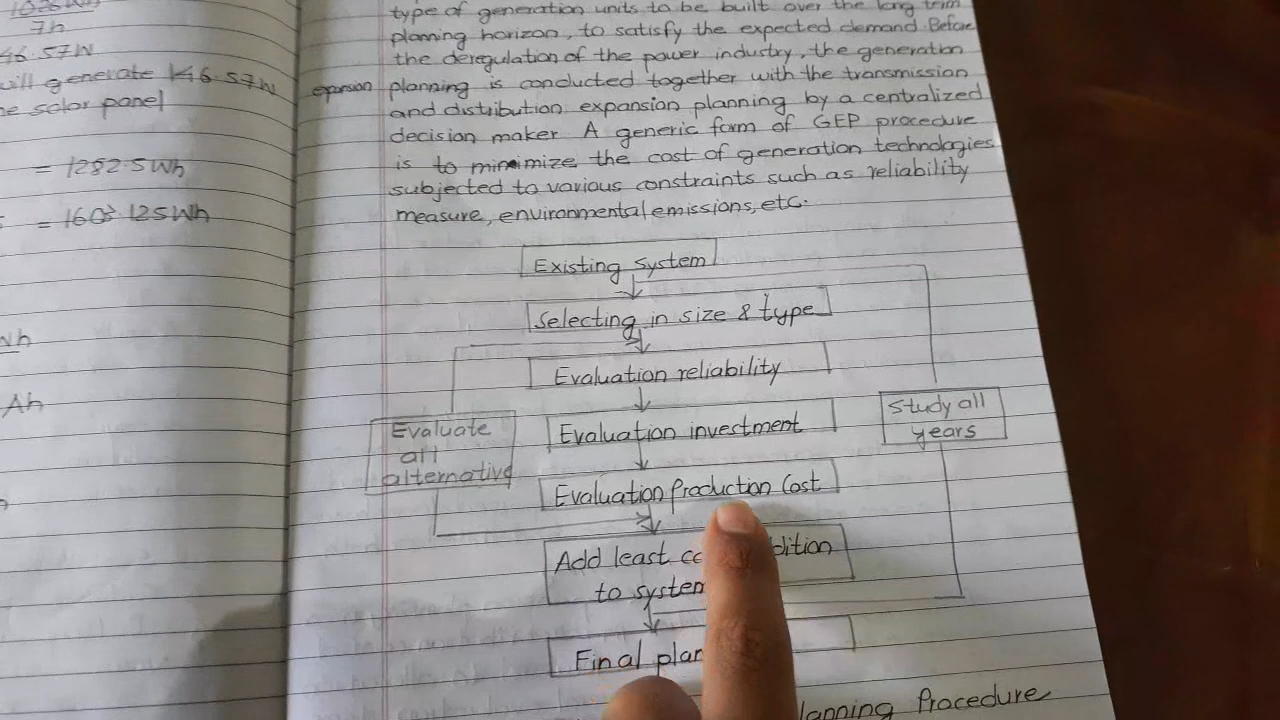 7h
46.57W
will generate 146.57W
e solar panel
= 1282.5Wh
= 1603.125Wh
Wh
Ah
type of generation units to be built over the long term
planning horizon, to satisfy the expected demand. Before
the deregulation of the power industry, the generation
expansion planning is conducted together with the transmission
and distribution expansion planning by a centralized
decision maker. A generic form of GEP procedure
is to minimize the cost of generation technologies
subjected to various constraints such as reliability
measure, environmental emissions, etc.
Existing system
Selecting in size & type
Evaluation reliability
Evaluate
all
alternative
Evaluation investment
Study all
years
Evaluation Production Cost
Add least
to system
Final plan
Procedure